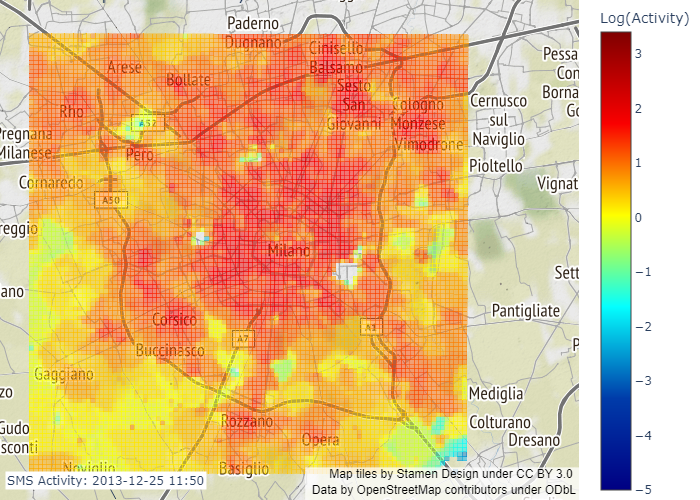 Paderno
Dugnano
Cinisello
Balsamo
Sesto
San
Giovanni
Arese
Bollate
Rho
A52
Pero
Cologno
Monzese
Vimodrone
Cernusco
sul
Naviglio
Pioltello
Pessa
Con
Borna
Go
Vignat
Pregnana
Milanese
Cornaredo
A50
reggio
Milano
ano
Sett
Corsico
A7
Buccinasco
Pantigliate
P
Gaggiano
zo
Gudo
sconti
Rozzano
Opera
Mediglia
Colturano
Dresano
Noviglio
Basiglio
SMS Activity: 2013-12-25 11:50
Map tiles by Stamen Design under CC BY 3.0
Data by OpenStreetMap contributors under ODbL
Log(Activity)
3
2
1
0
−1
−2
−3
−4
−5